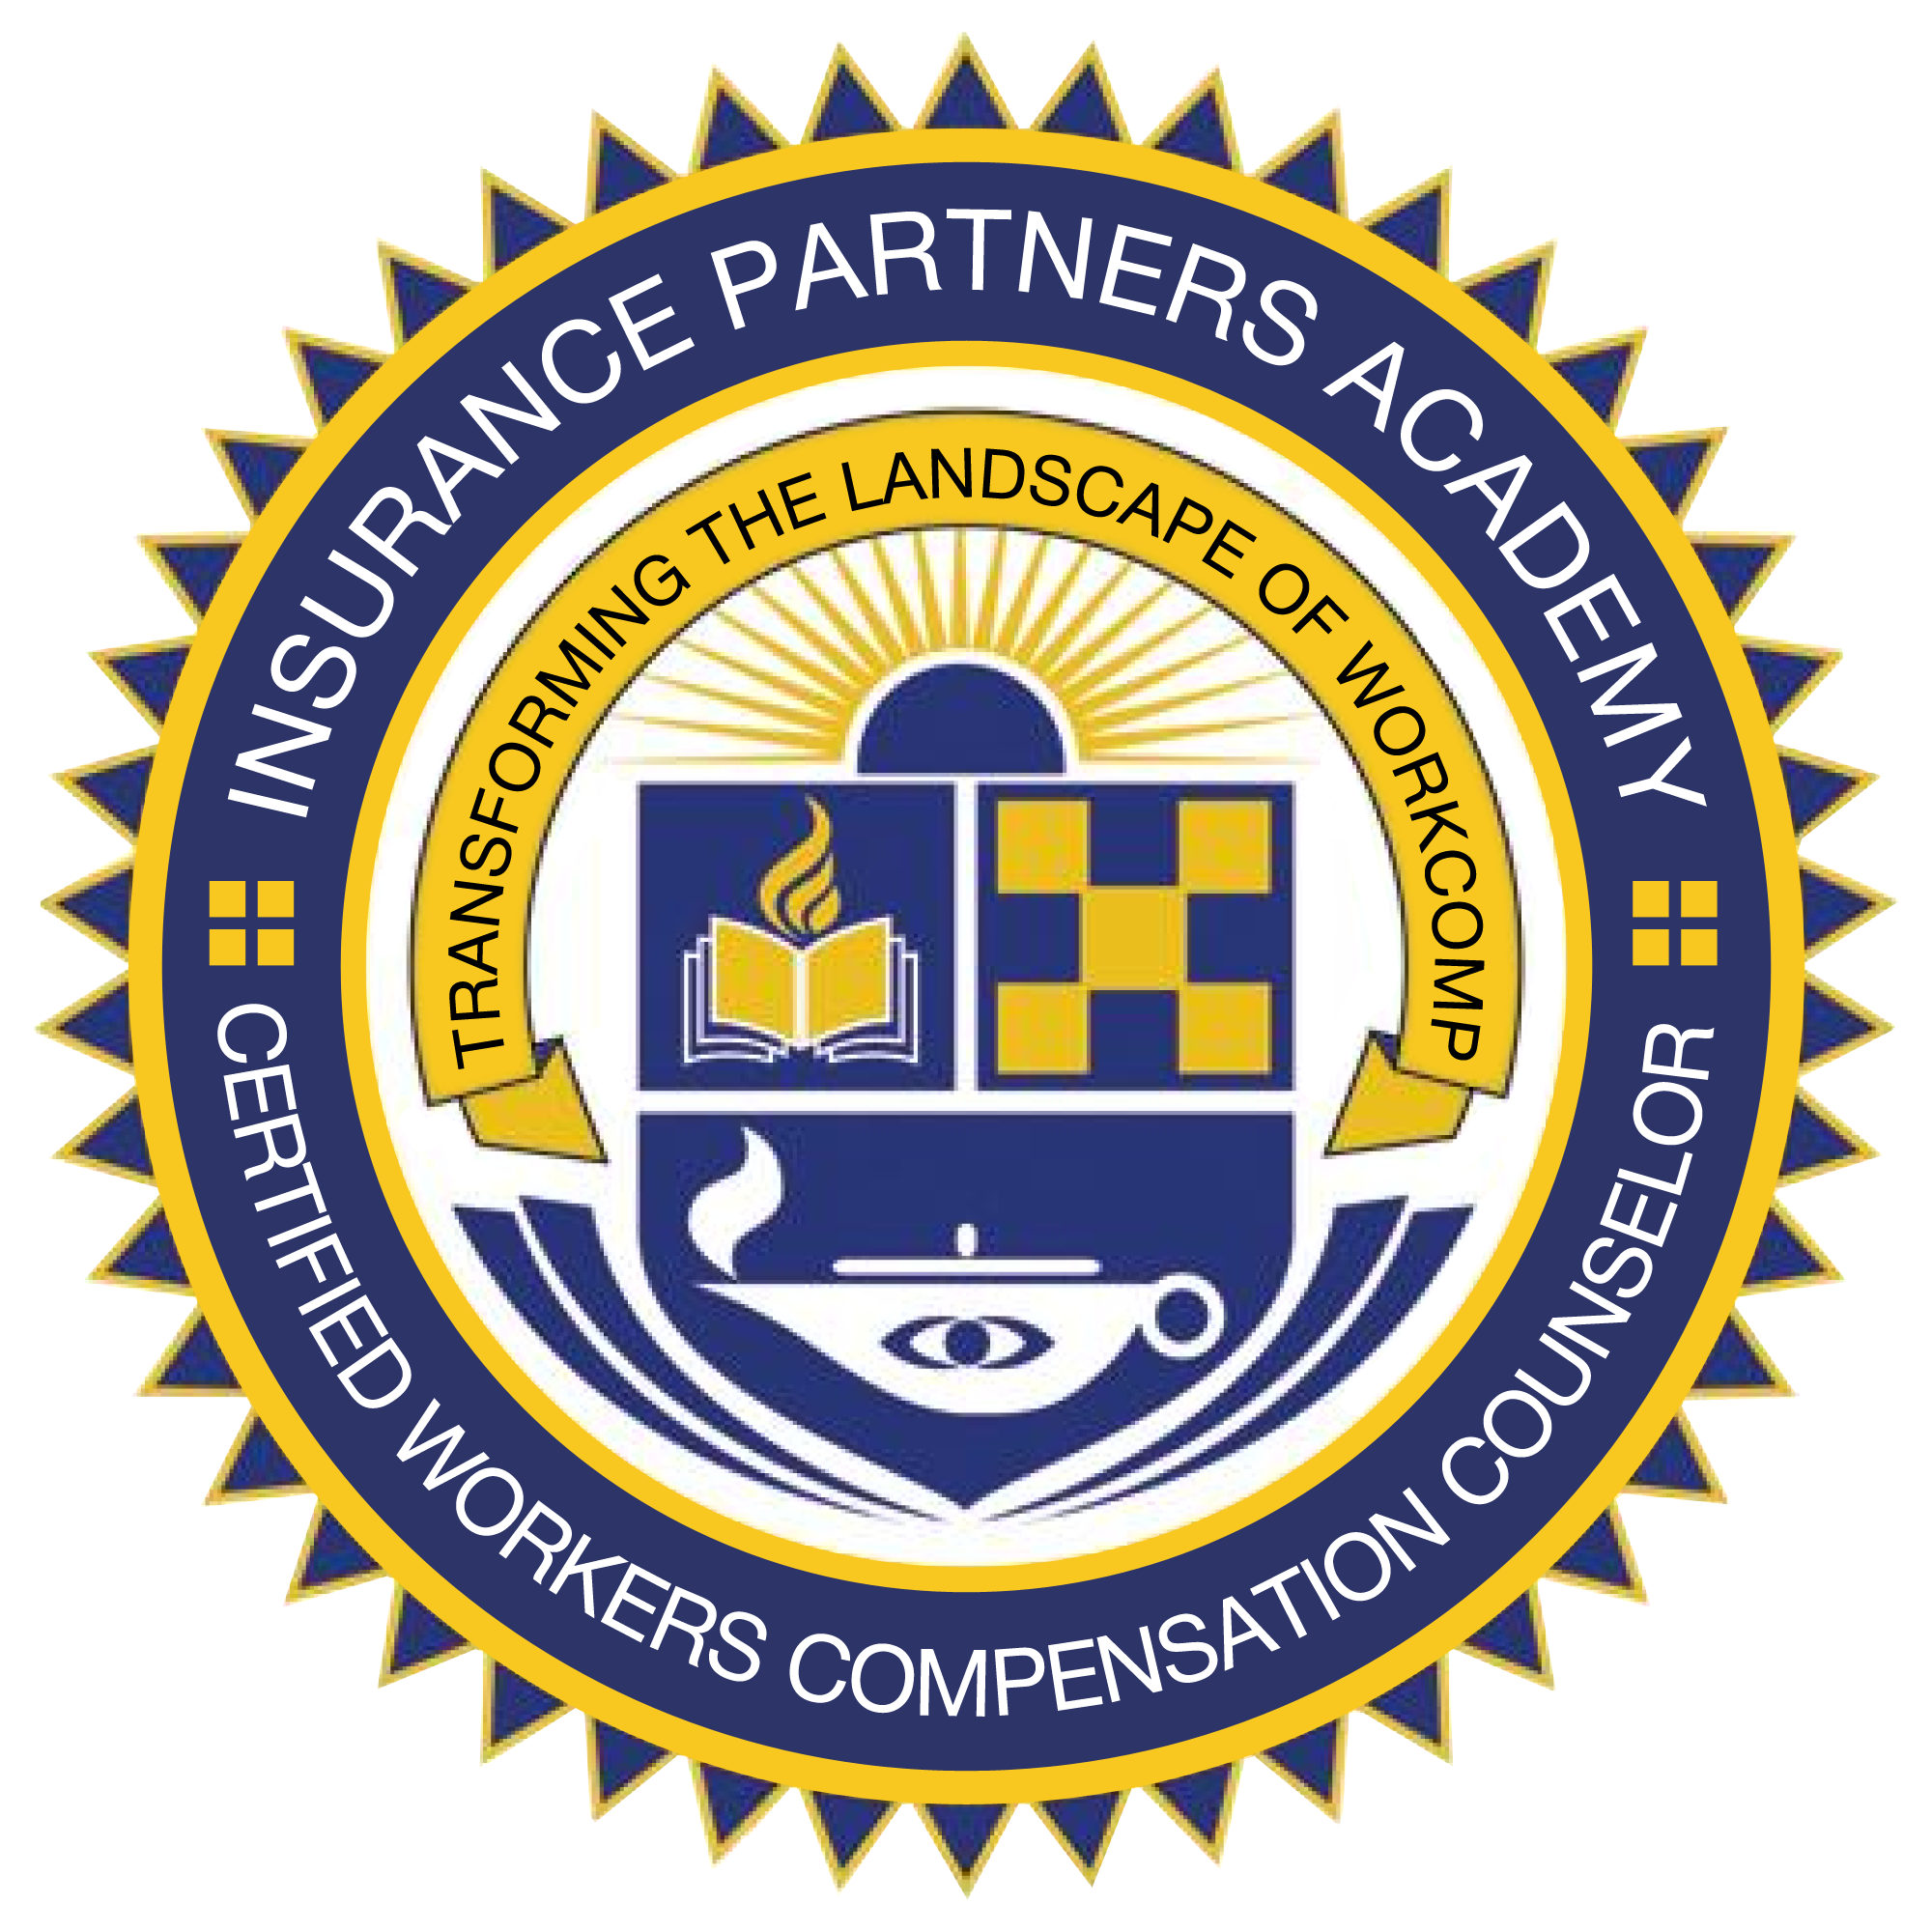 INSURANCE PARTNERS ACADEMY
TRANSFORMING THE LANDSCAPE OF WORKCOMP
CERTIFIED WORKERS COMPENSATION COUNSELOR